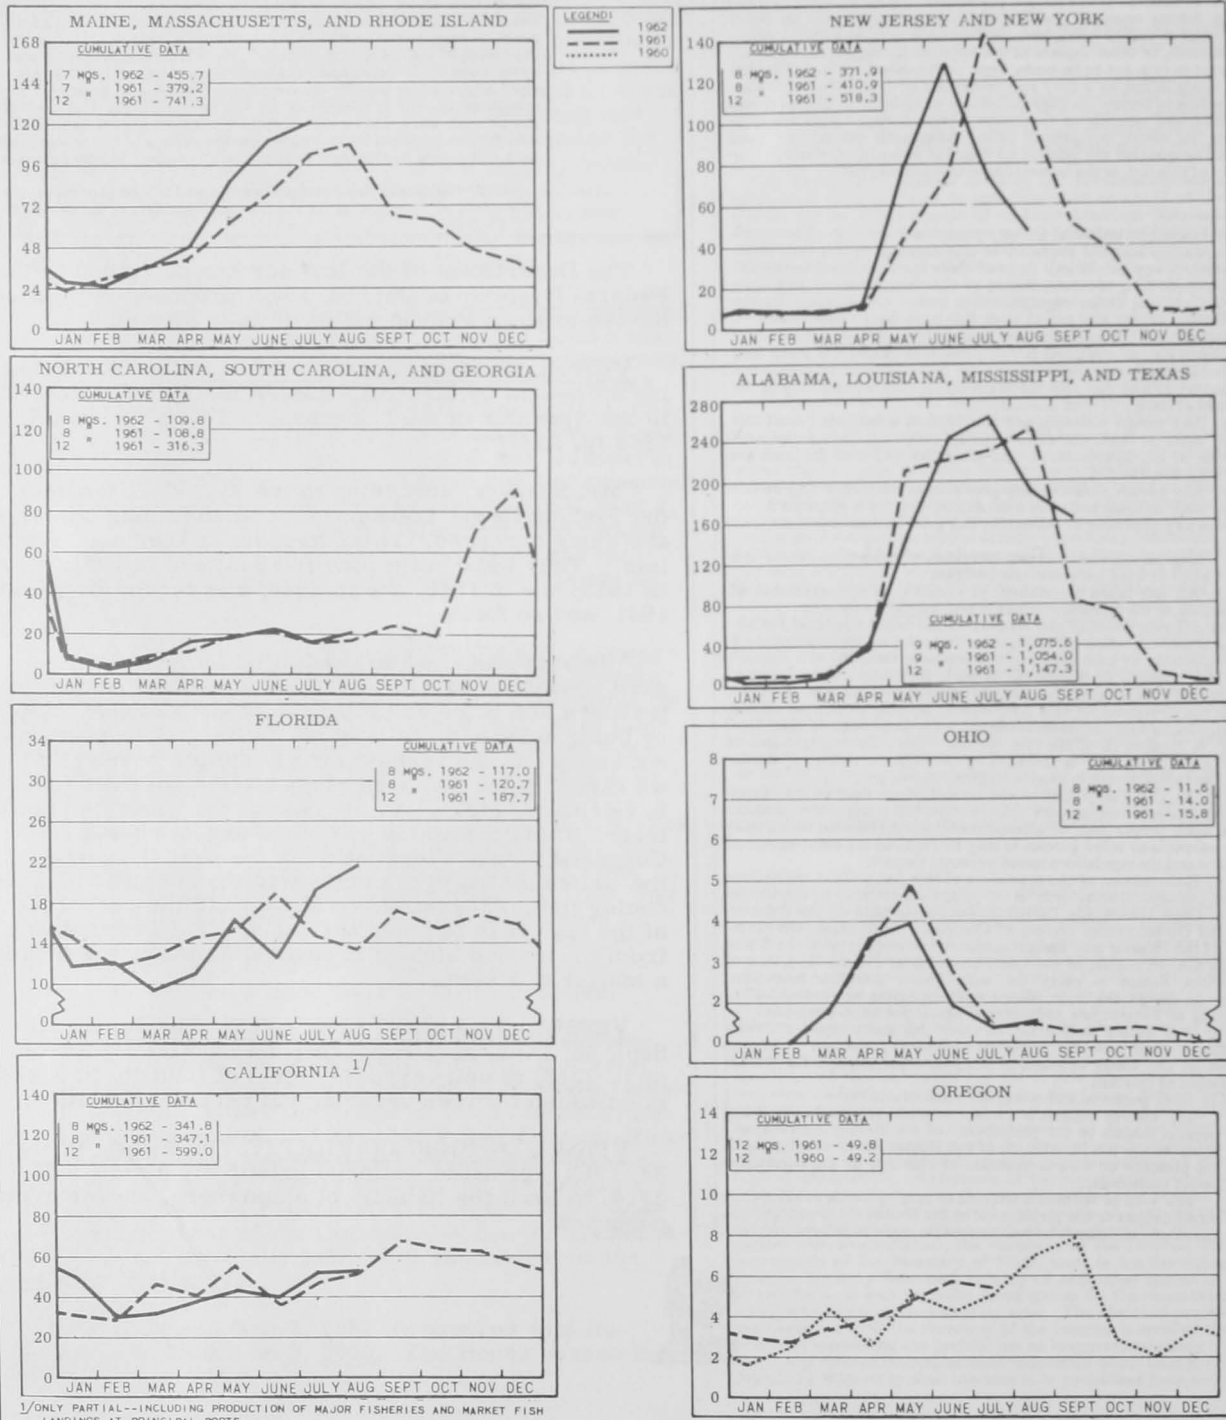 MAINE, MASSACHUSETTS, AND RHODE ISLAND
168
144
120
96
72
48
24
0
CUMULATIVE DATA
7 MOS. 1962 - 455.7
7 " 1961 - 379.2
12 " 1961 - 741.3
JAN FEB MAR APR MAY JUNE JULY AUG SEPT OCT NOV DEC
LEGEND:
1962
1961
1960
NEW JERSEY AND NEW YORK
140
120
100
80
60
40
20
0
CUMULATIVE DATA
8 MOS. 1962 - 371.9
8 " 1961 - 410.9
12 " 1961 - 518.3
JAN FEB MAR APR MAY JUNE JULY AUG SEPT OCT NOV DEC
NORTH CAROLINA, SOUTH CAROLINA, AND GEORGIA
140
120
100
80
60
40
20
0
CUMULATIVE DATA
8 MOS. 1962 - 109.8
8 " 1961 - 108.8
12 " 1961 - 316.3
JAN FEB MAR APR MAY JUNE JULY AUG SEPT OCT NOV DEC
ALABAMA, LOUISIANA, MISSISSIPPI, AND TEXAS
280
240
200
160
120
80
40
0
CUMULATIVE DATA
9 MOS. 1962 - 1,075.6
9 " 1961 - 1,054.0
12 " 1961 - 1,147.3
JAN FEB MAR APR MAY JUNE JULY AUG SEPT OCT NOV DEC
FLORIDA
34
30
26
22
18
14
10
0
CUMULATIVE DATA
8 MOS. 1962 - 117.0
8 " 1961 - 120.7
12 " 1961 - 187.7
JAN FEB MAR APR MAY JUNE JULY AUG SEPT OCT NOV DEC
OHIO
8
7
6
5
4
3
2
0
CUMULATIVE DATA
8 MOS. 1962 - 11.6
8 " 1961 - 14.0
12 " 1961 - 15.8
JAN FEB MAR APR MAY JUNE JULY AUG SEPT OCT NOV DEC
CALIFORNIA 1/
140
120
100
80
60
40
20
0
CUMULATIVE DATA
8 MOS. 1962 - 341.8
8 " 1961 - 347.1
12 " 1961 - 599.0
JAN FEB MAR APR MAY JUNE JULY AUG SEPT OCT NOV DEC
1/ONLY PARTIAL--INCLUDING PRODUCTION OF MAJOR FISHERIES AND MARKET FISH
LANDINGS AT PRINCIPAL PORTS
OREGON
14
12
10
8
6
4
2
0
CUMULATIVE DATA
12 MOS. 1961 - 49.8
12 " 1960 - 49.2
JAN FEB MAR APR MAY JUNE JULY AUG SEPT OCT NOV DEC